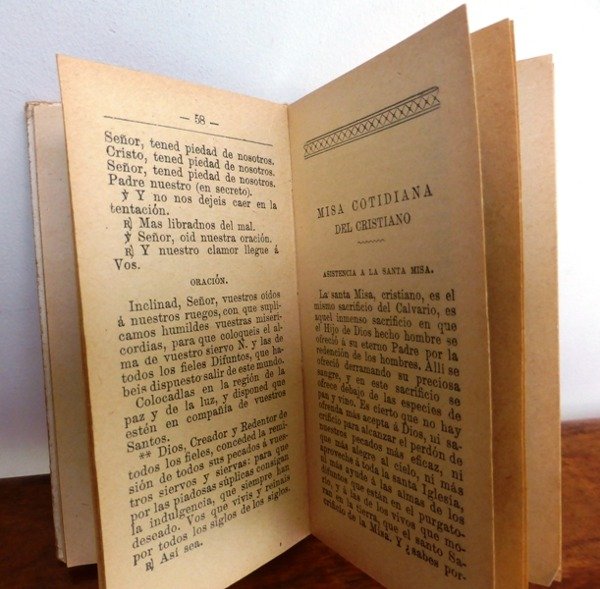 — 58 —
Señor, tened piedad de nosotros.
Cristo, tened piedad de nosotros.
Señor, tened piedad de nosotros.
Padre nuestro (en secreto).
℣ Y no nos dejeis caer en la
tentación.
℟ Mas libradnos del mal.
℣ Señor, oid nuestra oración.
℟ Y nuestro clamor llegue á
Vos.
ORACIÓN.
Inclinad, Señor, vuestros oidos
á nuestros ruegos, con que supli-
camos humildes vuestras miseri-
cordias, para que coloqueis el al-
ma de vuestro siervo Ñ. y las de
todos los fieles Difuntos, que ha-
beis dispuesto salir de este mundo.
Colocadlas en la región de la
paz y de la luz, y disponed que
estén en compañía de vuestros
Santos.
** Dios, Creador y Redentor de
todos los fieles, conceded la remi-
sión de todos sus pecados á vues-
tros siervos y siervas: para que
por las piadosas súplicas consigan
la indulgencia, que siempre han
deseado. Vos que vivis y reinais
por todos los siglos de los siglos.
℟ Así sea.
MISA COTIDIANA
DEL CRISTIANO
ASISTENCIA A LA SANTA MISA.
La santa Misa, cristiano, es el
mismo sacrificio del Calvario, es
aquel inmenso sacrificio en que
el Hijo de Dios hecho hombre se
ofreció á su eterno Padre por la
redención de los hombres. Allí se
ofreció derramando su preciosa
sangre, y en este sacrificio se
ofrece debajo de las especies de
pan y vino. Es cierto que no hay
ofrenda más acepta á Dios, ni sa-
crificio para alcanzar el perdón de
nuestros pecados más eficaz, ni
que más alegre al cielo, ni más
aproveche á toda la santa Iglesia,
ni más ayude á las almas de los
difuntos que están en el purgato-
rio, y á las de los vivos que mo-
ran en la tierra, que el santo Sa-
crificio de la Misa. Y ¿sabes por-